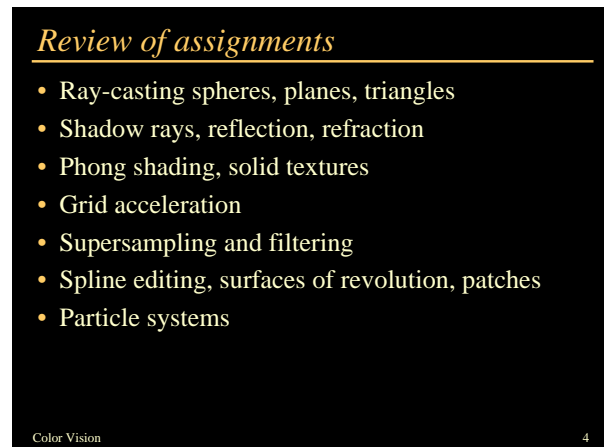 Review of assignments
• Ray-casting spheres, planes, triangles
• Shadow rays, reflection, refraction
• Phong shading, solid textures
• Grid acceleration
• Supersampling and filtering
• Spline editing, surfaces of revolution, patches
• Particle systems
Color Vision 4